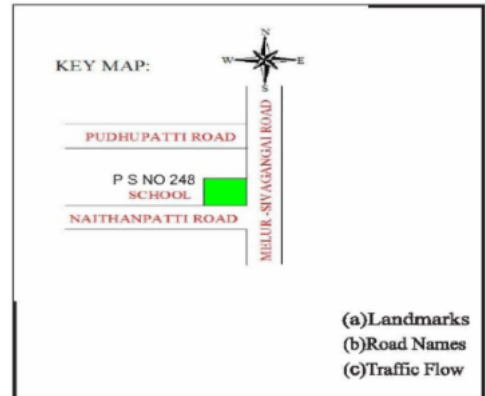 N
KEY MAP:
W
E
S
PUDHUPATTI ROAD
MELUR -SIVAGANGAI ROAD
P S NO 248
SCHOOL
NAITHANPATTI ROAD
(a)Landmarks
(b)Road Names
(c)Traffic Flow